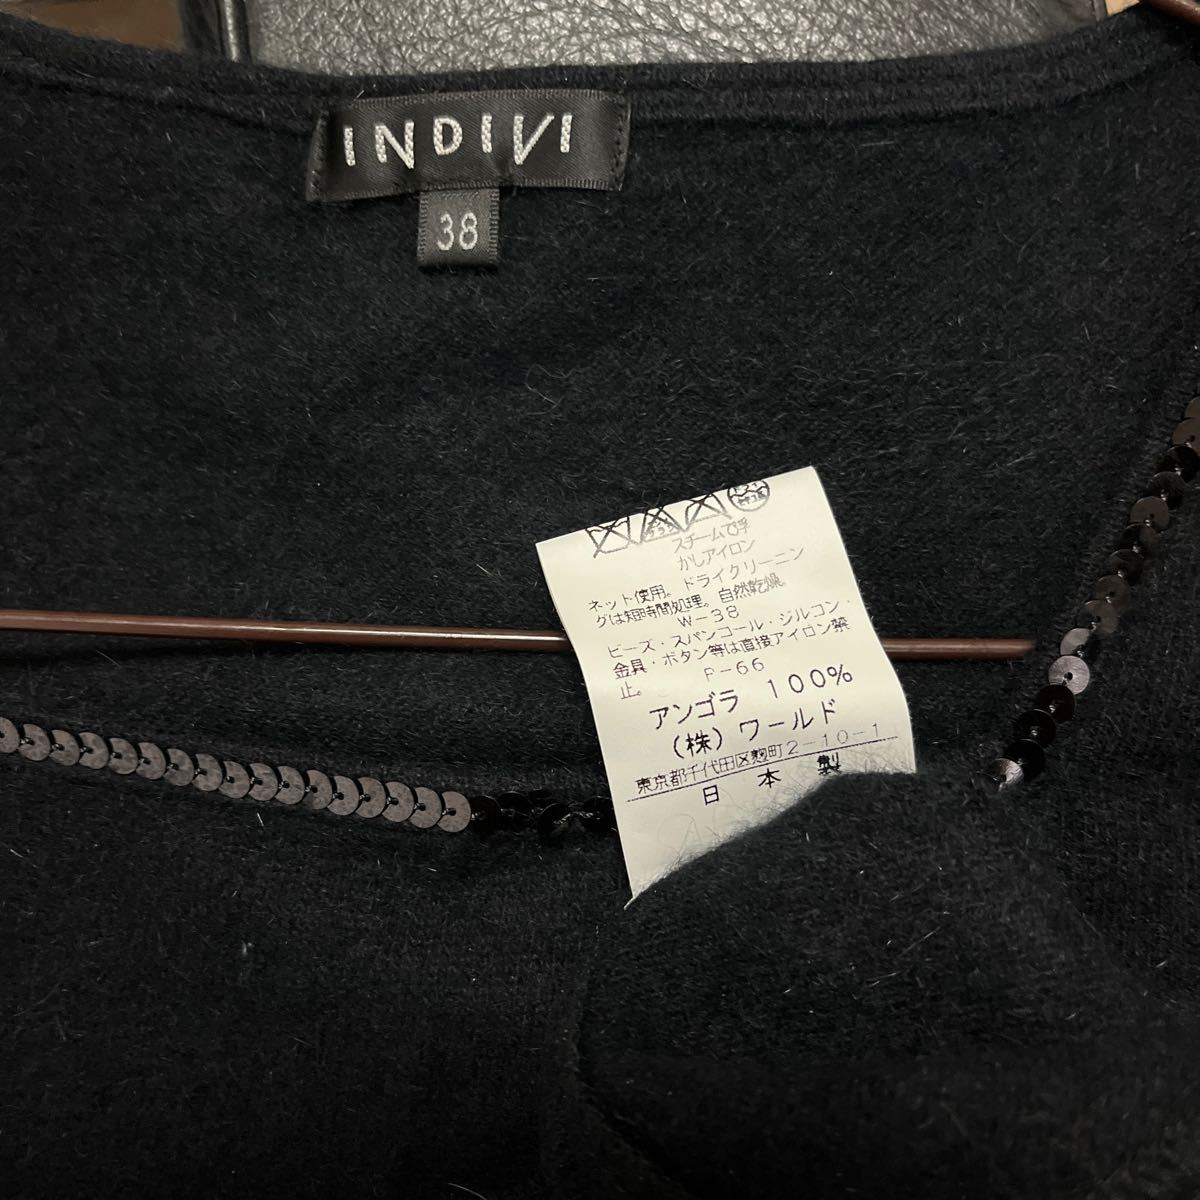 INDIVI
38
スチームで浮
かしアイロン
ネット使用。ドライクリーニン
グは短時間処理。自然乾燥。
W-38
ビーズ・スパンコール・ジルコン・
金具・ボタン等は直接アイロン禁
止。 P-66
アンゴラ 100%
(株)ワールド
東京都千代田区麹町2-10-1
日本製